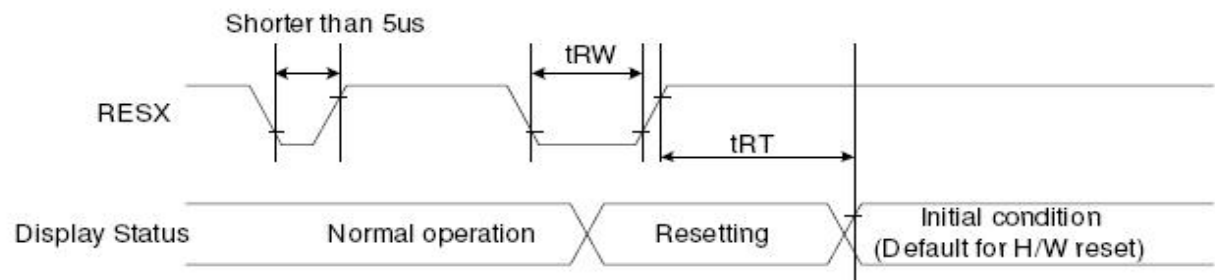 Shorter than 5us
tRW
RESX
tRT
Display Status
Normal operation
Resetting
Initial condition
(Default for H/W reset)